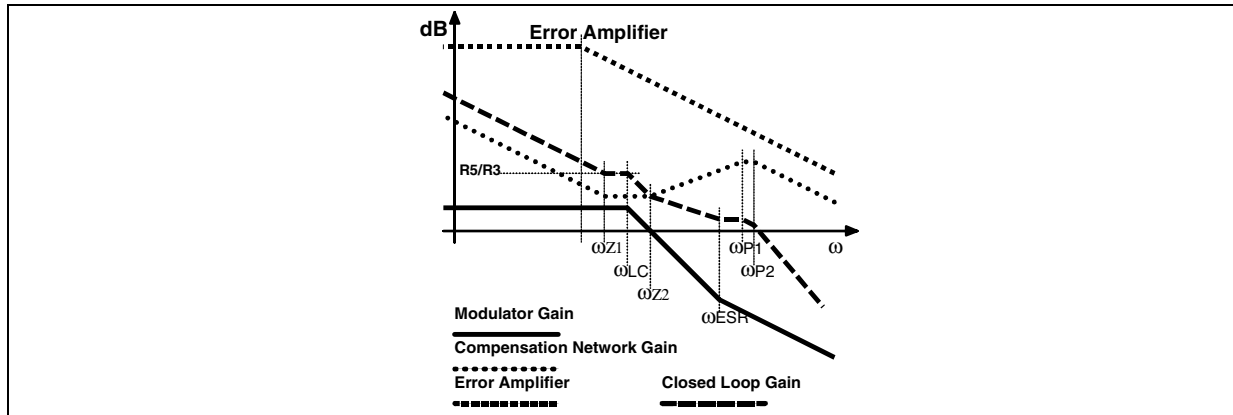 dB
Error Amplifier
R5/R3
ωZ1
ωP1
ω
ωLC
ωP2
ωZ2
ωESR
Modulator Gain
Compensation Network Gain
Error Amplifier
Closed Loop Gain